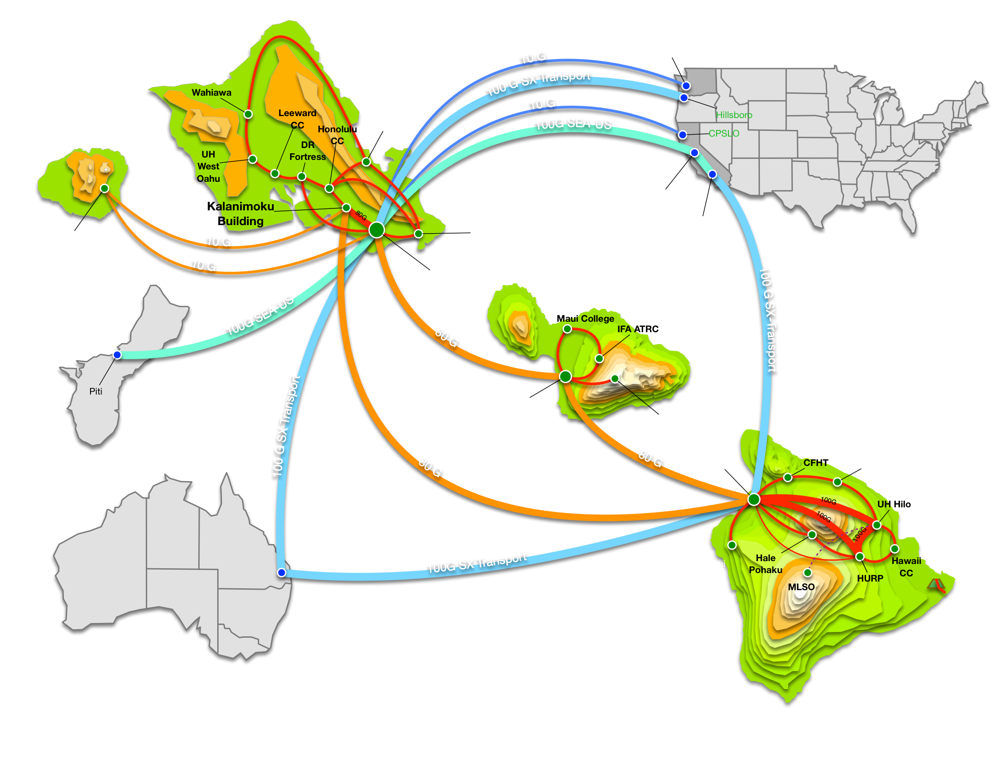 10 G
100 G SX-Transport
10 G
100G SEA-US
Hillsboro
CPSLO
Wahiawa
Leeward
CC
Honolulu
CC
DR
Fortress
UH
West
Oahu
Kalanimoku
Building
80G
10 G
10 G
100G SEA-US
Piti
80 G
100 G SX-Transport
Maui College
IFA ATRC
100 G SX Transport
80 G
80 G
CFHT
100G
100G
100G
UH Hilo
Hale
Pohaku
Hawaii
CC
HURP
MLSO
100G SX Transport